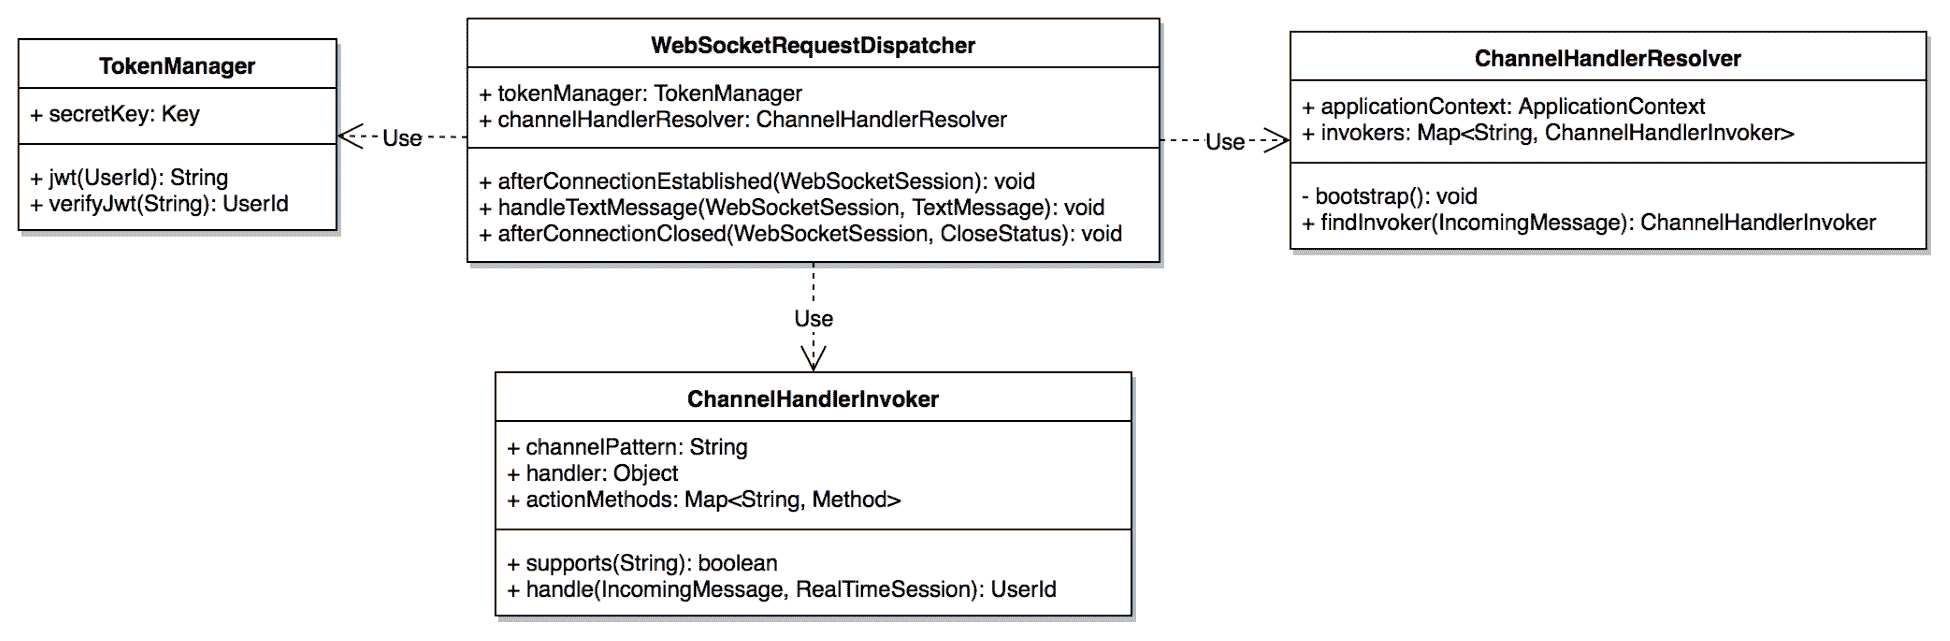 TokenManager
+ secretKey: Key
+ jwt(UserId): String
+ verifyJwt(String): UserId
Use
WebSocketRequestDispatcher
+ tokenManager: TokenManager
+ channelHandlerResolver: ChannelHandlerResolver
+ afterConnectionEstablished(WebSocketSession): void
+ handleTextMessage(WebSocketSession, TextMessage): void
+ afterConnectionClosed(WebSocketSession, CloseStatus): void
Use
ChannelHandlerResolver
+ applicationContext: ApplicationContext
+ invokers: Map<String, ChannelHandlerInvoker>
- bootstrap(): void
+ findInvoker(IncomingMessage): ChannelHandlerInvoker
Use
ChannelHandlerInvoker
+ channelPattern: String
+ handler: Object
+ actionMethods: Map<String, Method>
+ supports(String): boolean
+ handle(IncomingMessage, RealTimeSession): UserId